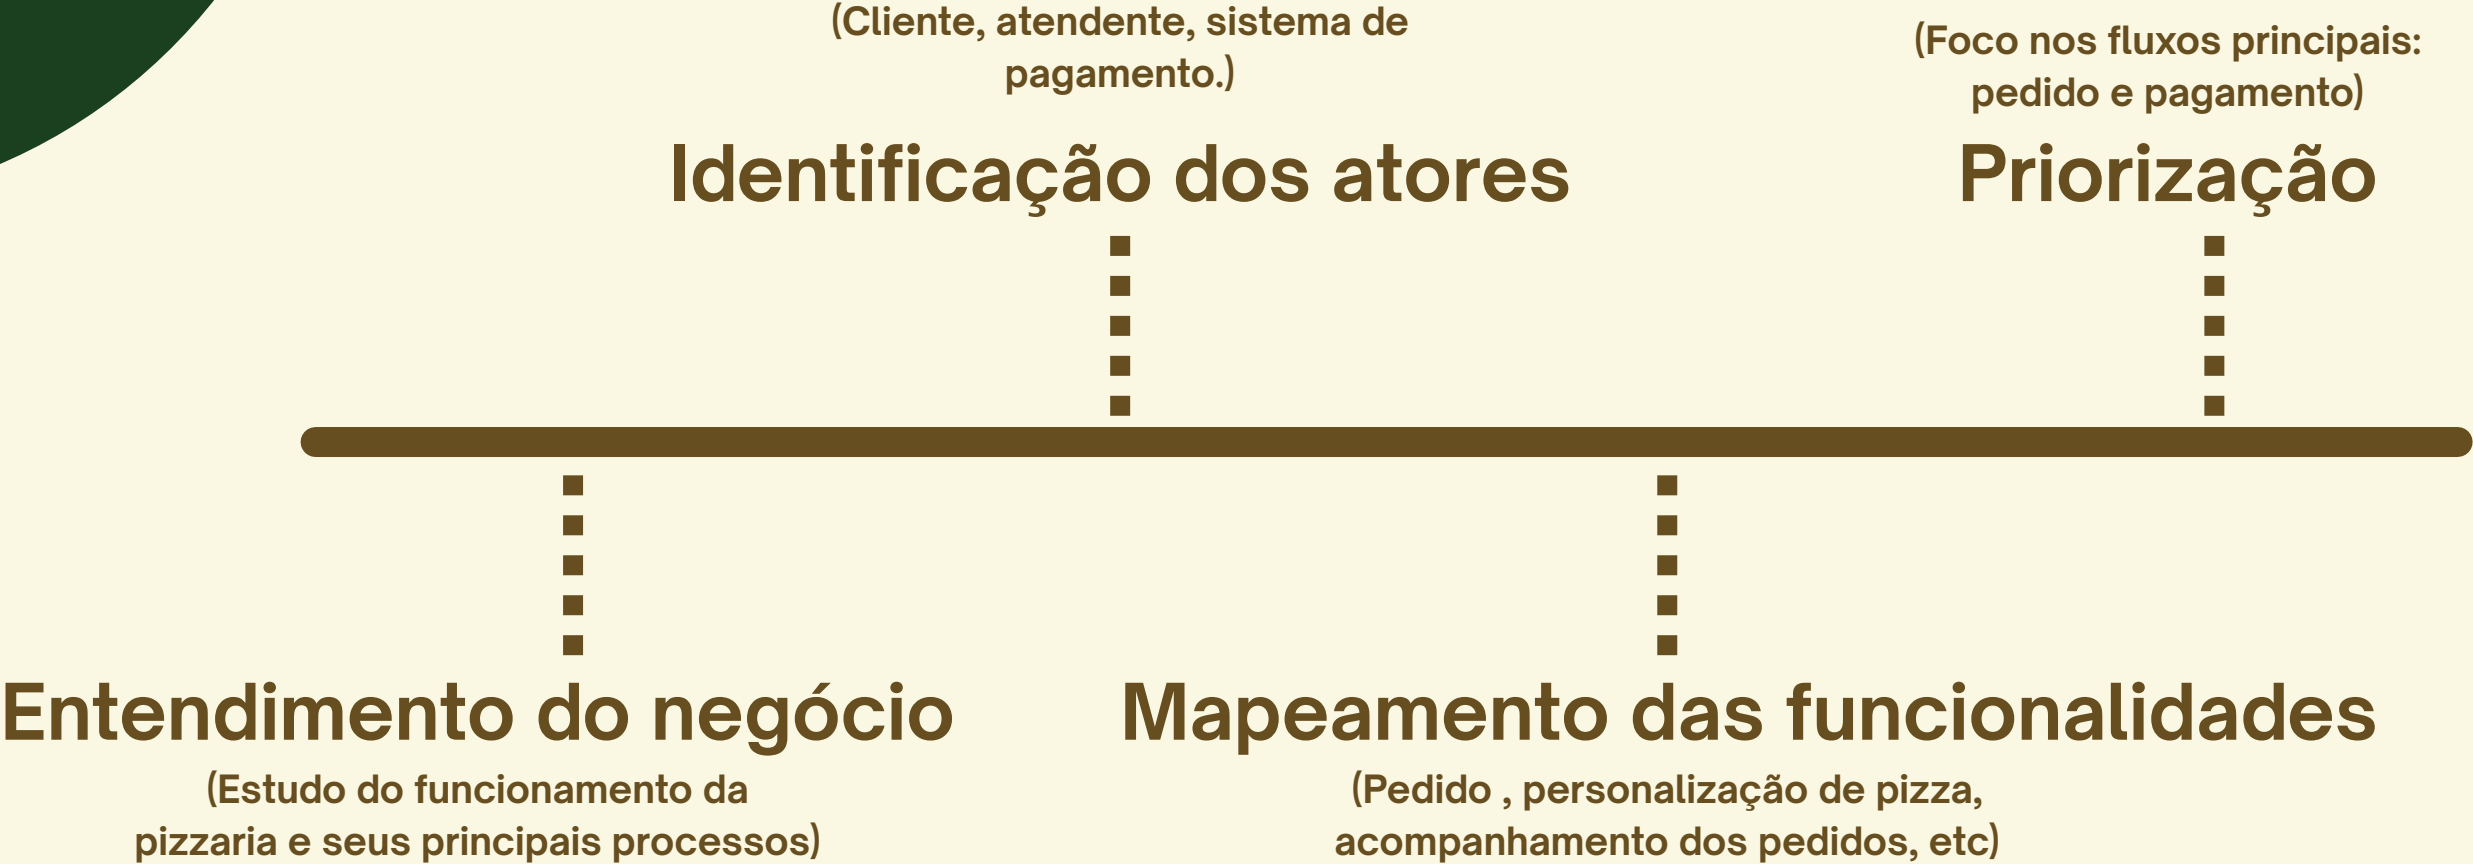 (Cliente, atendente, sistema de
pagamento.)
Identificação dos atores
(Foco nos fluxos principais:
pedido e pagamento)
Priorização
Entendimento do negócio
(Estudo do funcionamento da
pizzaria e seus principais processos)
Mapeamento das funcionalidades
(Pedido , personalização de pizza,
acompanhamento dos pedidos, etc)